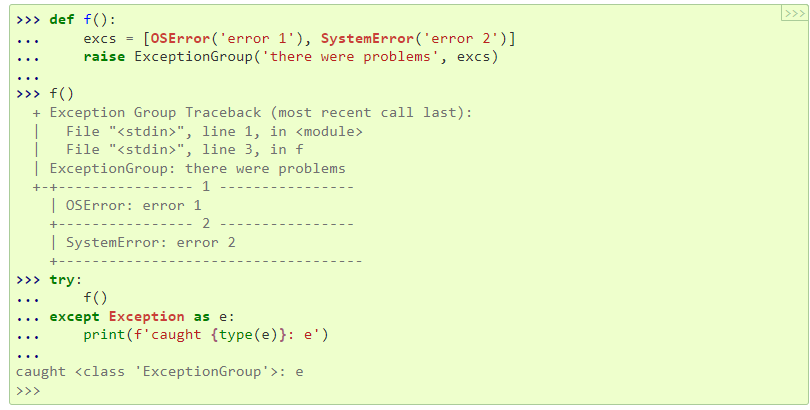 >>>
>>> def f():
...     excs = [OSError('error 1'), SystemError('error 2')]
...     raise ExceptionGroup('there were problems', excs)
...
>>> f()
  + Exception Group Traceback (most recent call last):
  |   File "<stdin>", line 1, in <module>
  |   File "<stdin>", line 3, in f
  | ExceptionGroup: there were problems
  +-+---------------- 1 ----------------
    | OSError: error 1
    +---------------- 2 ----------------
    | SystemError: error 2
    +------------------------------------
>>> try:
...     f()
... except Exception as e:
...     print(f'caught {type(e)}: e')
...
caught <class 'ExceptionGroup'>: e
>>>